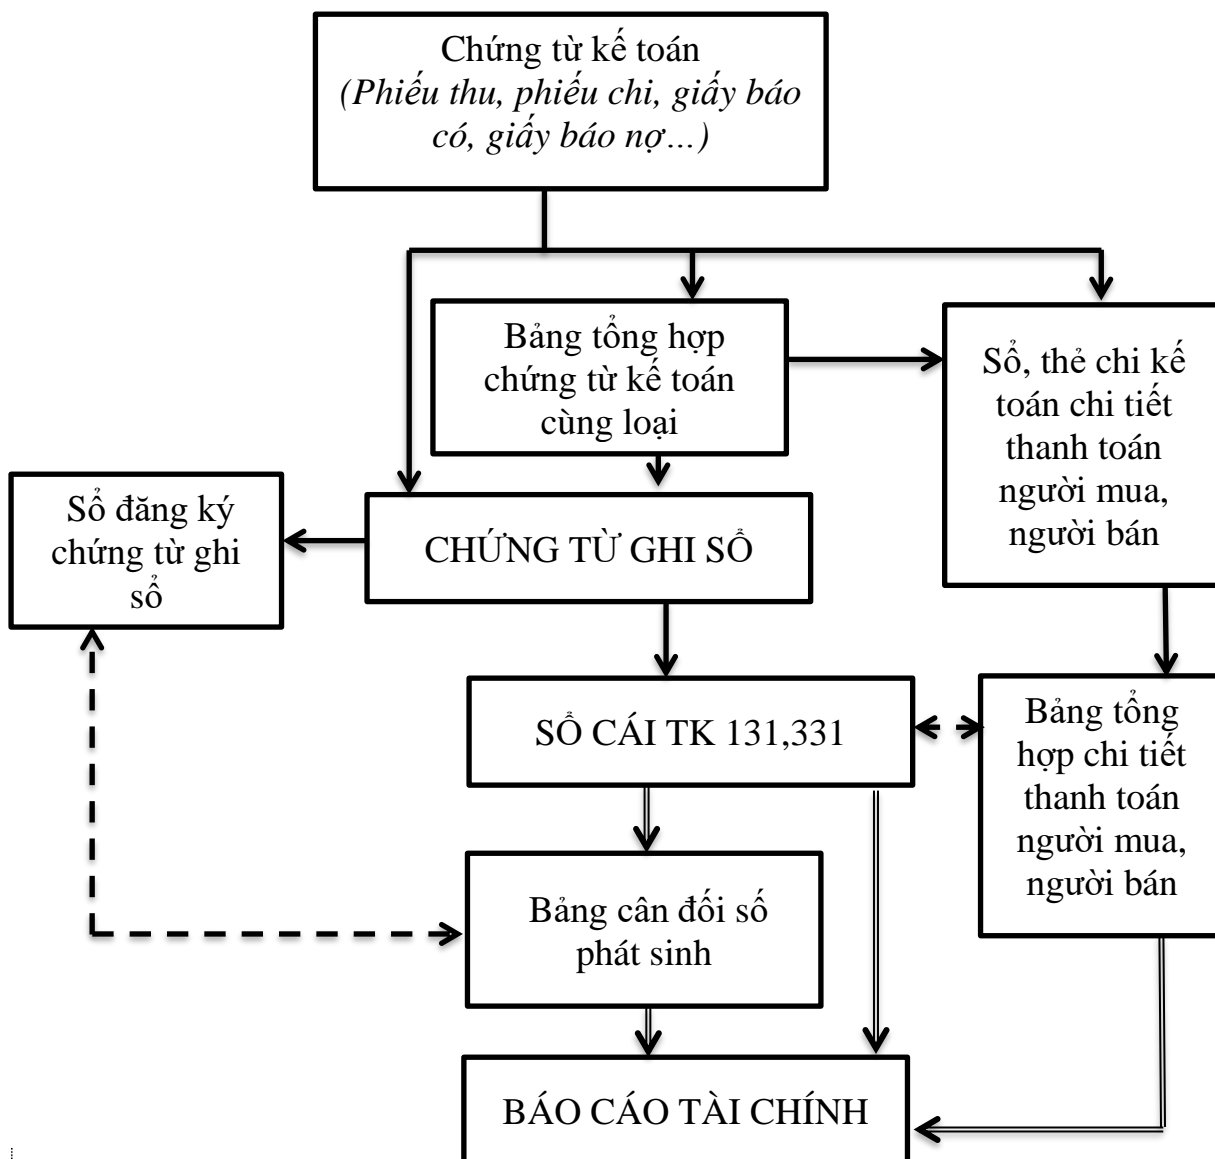 Chứng từ kế toán
(Phiếu thu, phiếu chi, giấy báo
có, giấy báo nợ…)
Bảng tổng hợp
chứng từ kế toán
cùng loại
Sổ, thẻ chi kế
toán chi tiết
thanh toán
người mua,
người bán
Sổ đăng ký
chứng từ ghi
sổ
CHỨNG TỪ GHI SỔ
SỔ CÁI TK 131,331
Bảng tổng
hợp chi tiết
thanh toán
người mua,
người bán
Bảng cân đối số
phát sinh
BÁO CÁO TÀI CHÍNH